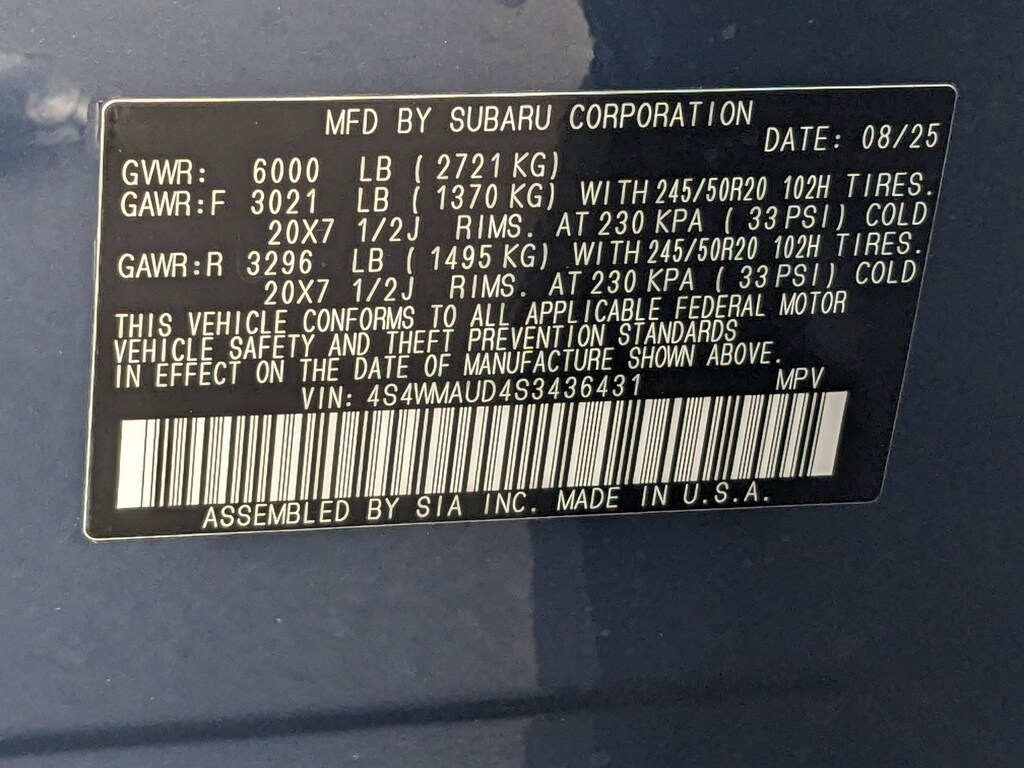 MFD BY SUBARU CORPORATION
DATE: 08/25
GVWR: 6000 LB ( 2721 KG)
GAWR:F 3021 LB ( 1370 KG) WITH 245/50R20 102H TIRES.
20X7 1/2J RIMS. AT 230 KPA ( 33 PSI) COLD
GAWR:R 3296 LB ( 1495 KG) WITH 245/50R20 102H TIRES.
20X7 1/2J RIMS. AT 230 KPA ( 33 PSI) COLD
THIS VEHICLE CONFORMS TO ALL APPLICABLE FEDERAL MOTOR
VEHICLE SAFETY AND THEFT PREVENTION STANDARDS
IN EFFECT ON THE DATE OF MANUFACTURE SHOWN ABOVE.
VIN: 4S4WMAUD4S3436431 MPV
ASSEMBLED BY SIA INC. MADE IN U.S.A.